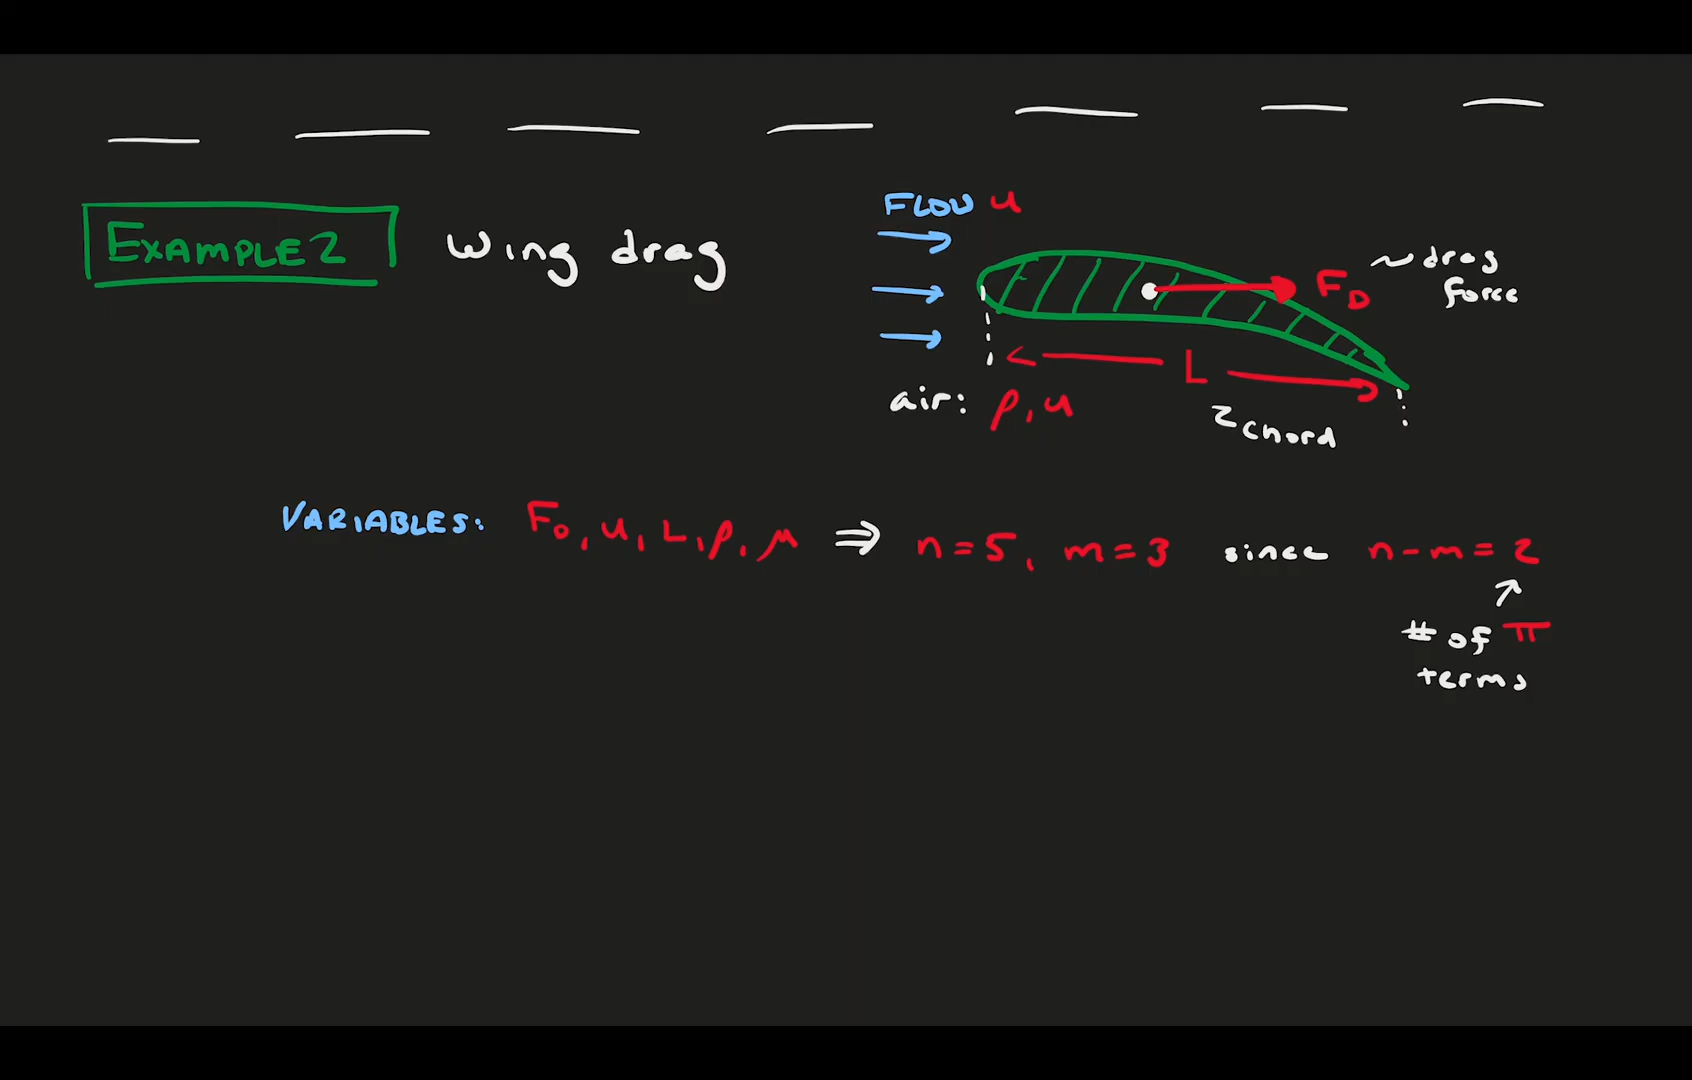 EXAMPLE 2
wing drag
FLOW u
F_D ~drag
force
L
air: ρ, u
chord
VARIABLES: F_D, u, L, ρ, μ ⇒ n = 5, m = 3 since n - m = 2
↗
# of π
terms